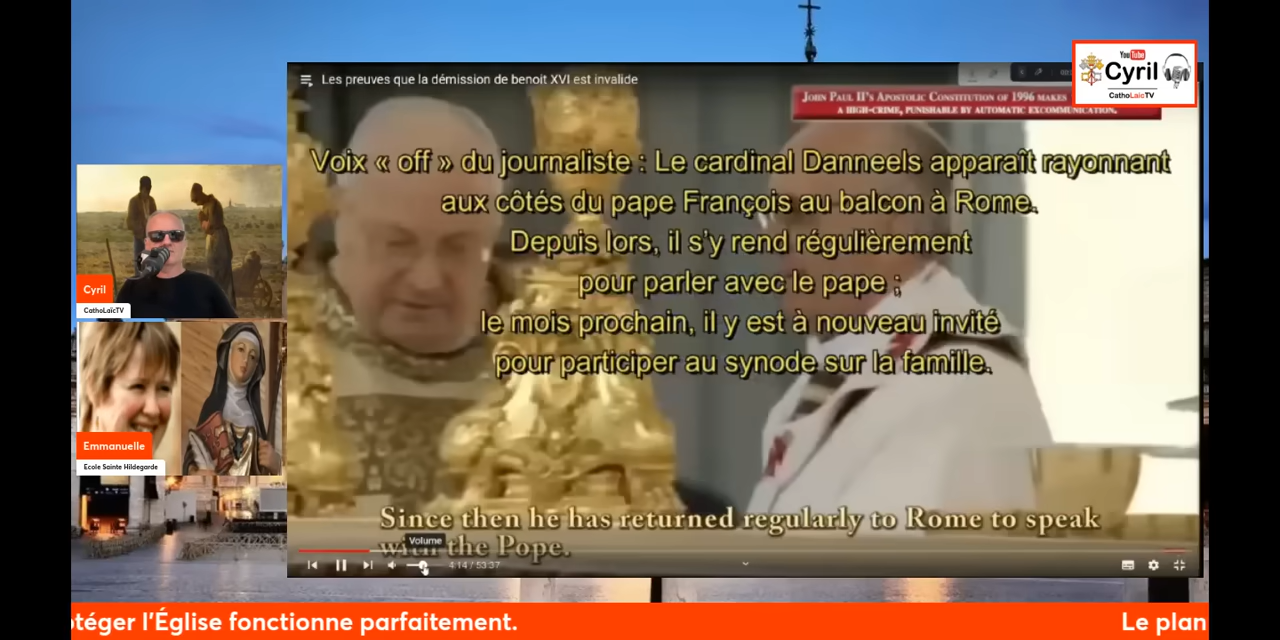 Les preuves que la démission de benoit XVI est invalide
YouTube
Cyril
CathoLaïcTV
JOHN PAUL II'S APOSTOLIC CONSTITUTION OF 1996 MAKES
A HIGH-CRIME, PUNISHABLE BY AUTOMATIC EXCOMMUNICATION.
Voix « off » du journaliste : Le cardinal Danneels apparaît rayonnant
aux côtés du pape François au balcon à Rome.
Depuis lors, il s'y rend régulièrement
pour parler avec le pape ;
le mois prochain, il y est à nouveau invité
pour participer au synode sur la famille.
Cyril
CathoLaïcTV
Emmanuelle
Ecole Sainte Hildegarde
Since then he has returned regularly to Rome to speak
with the Pope.
Volume
4:14 / 53:37
otéger l'Église fonctionne parfaitement.
Le plan